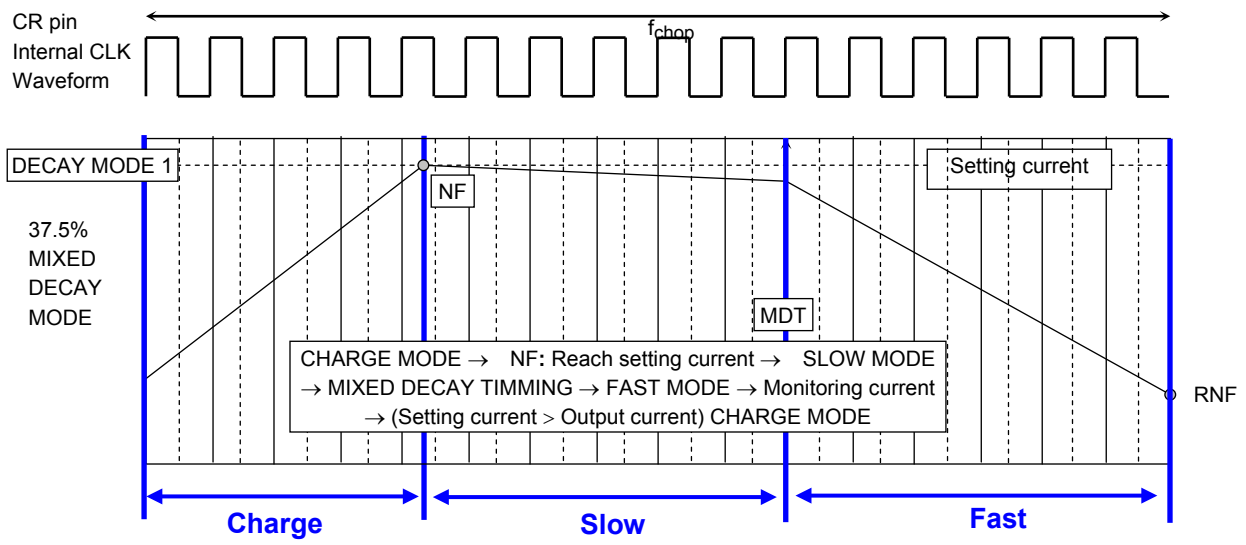 CR pin
Internal CLK
Waveform
fchop
DECAY MODE 1
Setting current
NF
37.5%
MIXED
DECAY
MODE
MDT
CHARGE MODE → NF: Reach setting current → SLOW MODE
→ MIXED DECAY TIMMING → FAST MODE → Monitoring current
→ (Setting current > Output current) CHARGE MODE
RNF
Charge
Slow
Fast